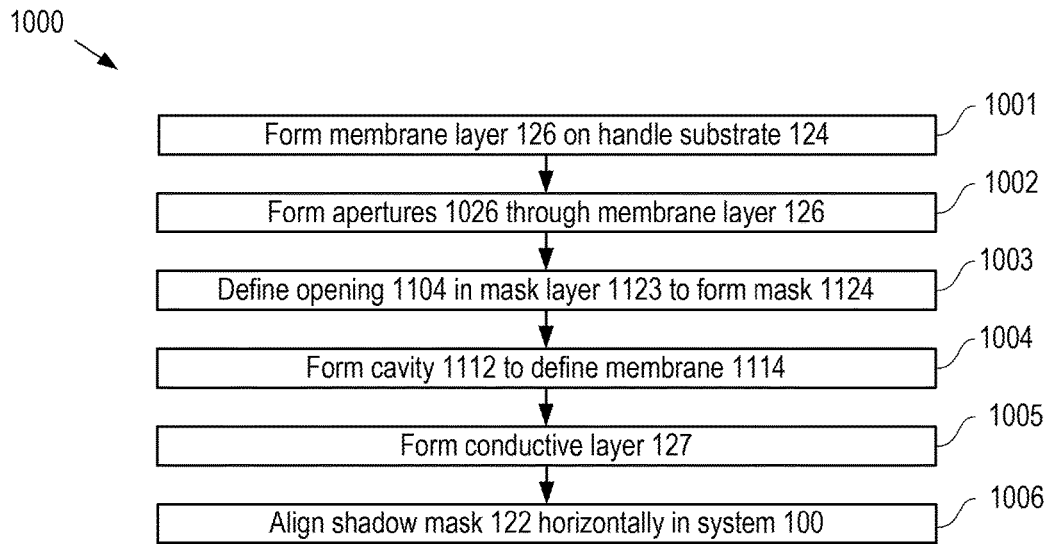 1000
1001
Form membrane layer 126 on handle substrate 124
1002
Form apertures 1026 through membrane layer 126
1003
Define opening 1104 in mask layer 1123 to form mask 1124
1004
Form cavity 1112 to define membrane 1114
1005
Form conductive layer 127
1006
Align shadow mask 122 horizontally in system 100